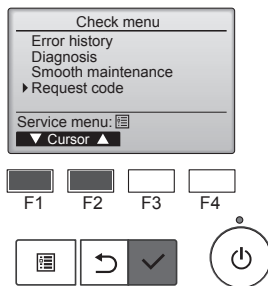 Check menu
Error history
Diagnosis
Smooth maintenance
Request code
Service menu:
▼ Cursor ▲
F1 F2 F3 F4